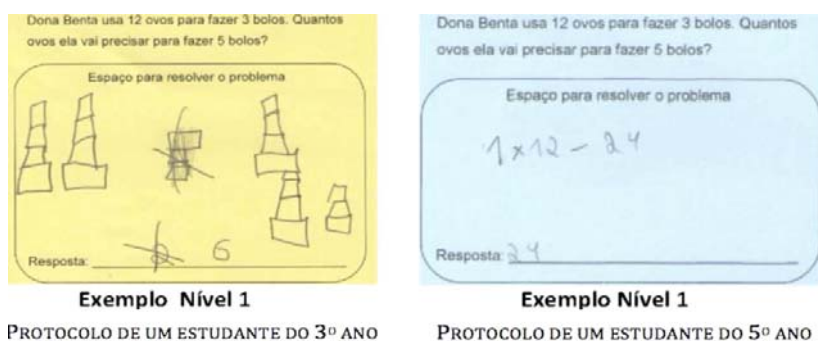 Dona Benta usa 12 ovos para fazer 3 bolos. Quantos
ovos ela vai precisar para fazer 5 bolos?
Espaço para resolver o problema
Resposta: 6
Exemplo Nível 1
PROTOCOLO DE UM ESTUDANTE DO 3º ANO
Dona Benta usa 12 ovos para fazer 3 bolos. Quantos
ovos ela vai precisar para fazer 5 bolos?
Espaço para resolver o problema
1x12 - 24
Resposta: 24
Exemplo Nível 1
PROTOCOLO DE UM ESTUDANTE DO 5º ANO